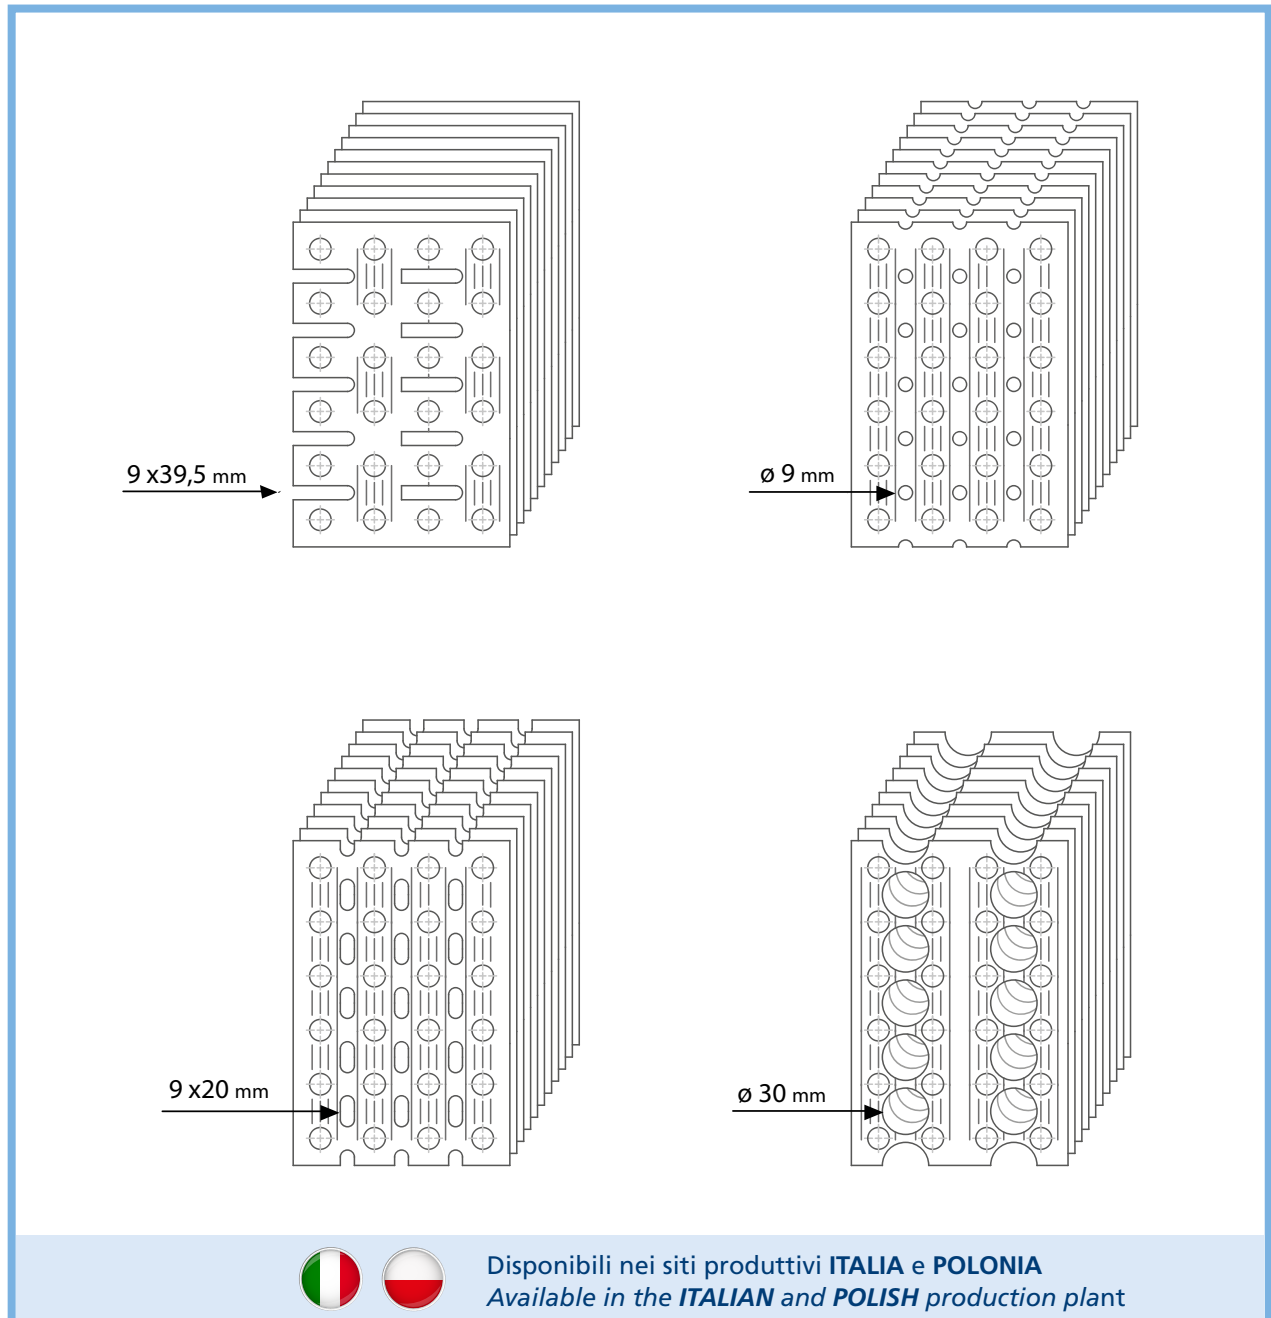 9 x39,5 mm
ø 9 mm
9 x20 mm
ø 30 mm
Disponibili nei siti produttivi ITALIA e POLONIA
Available in the ITALIAN and POLISH production plant